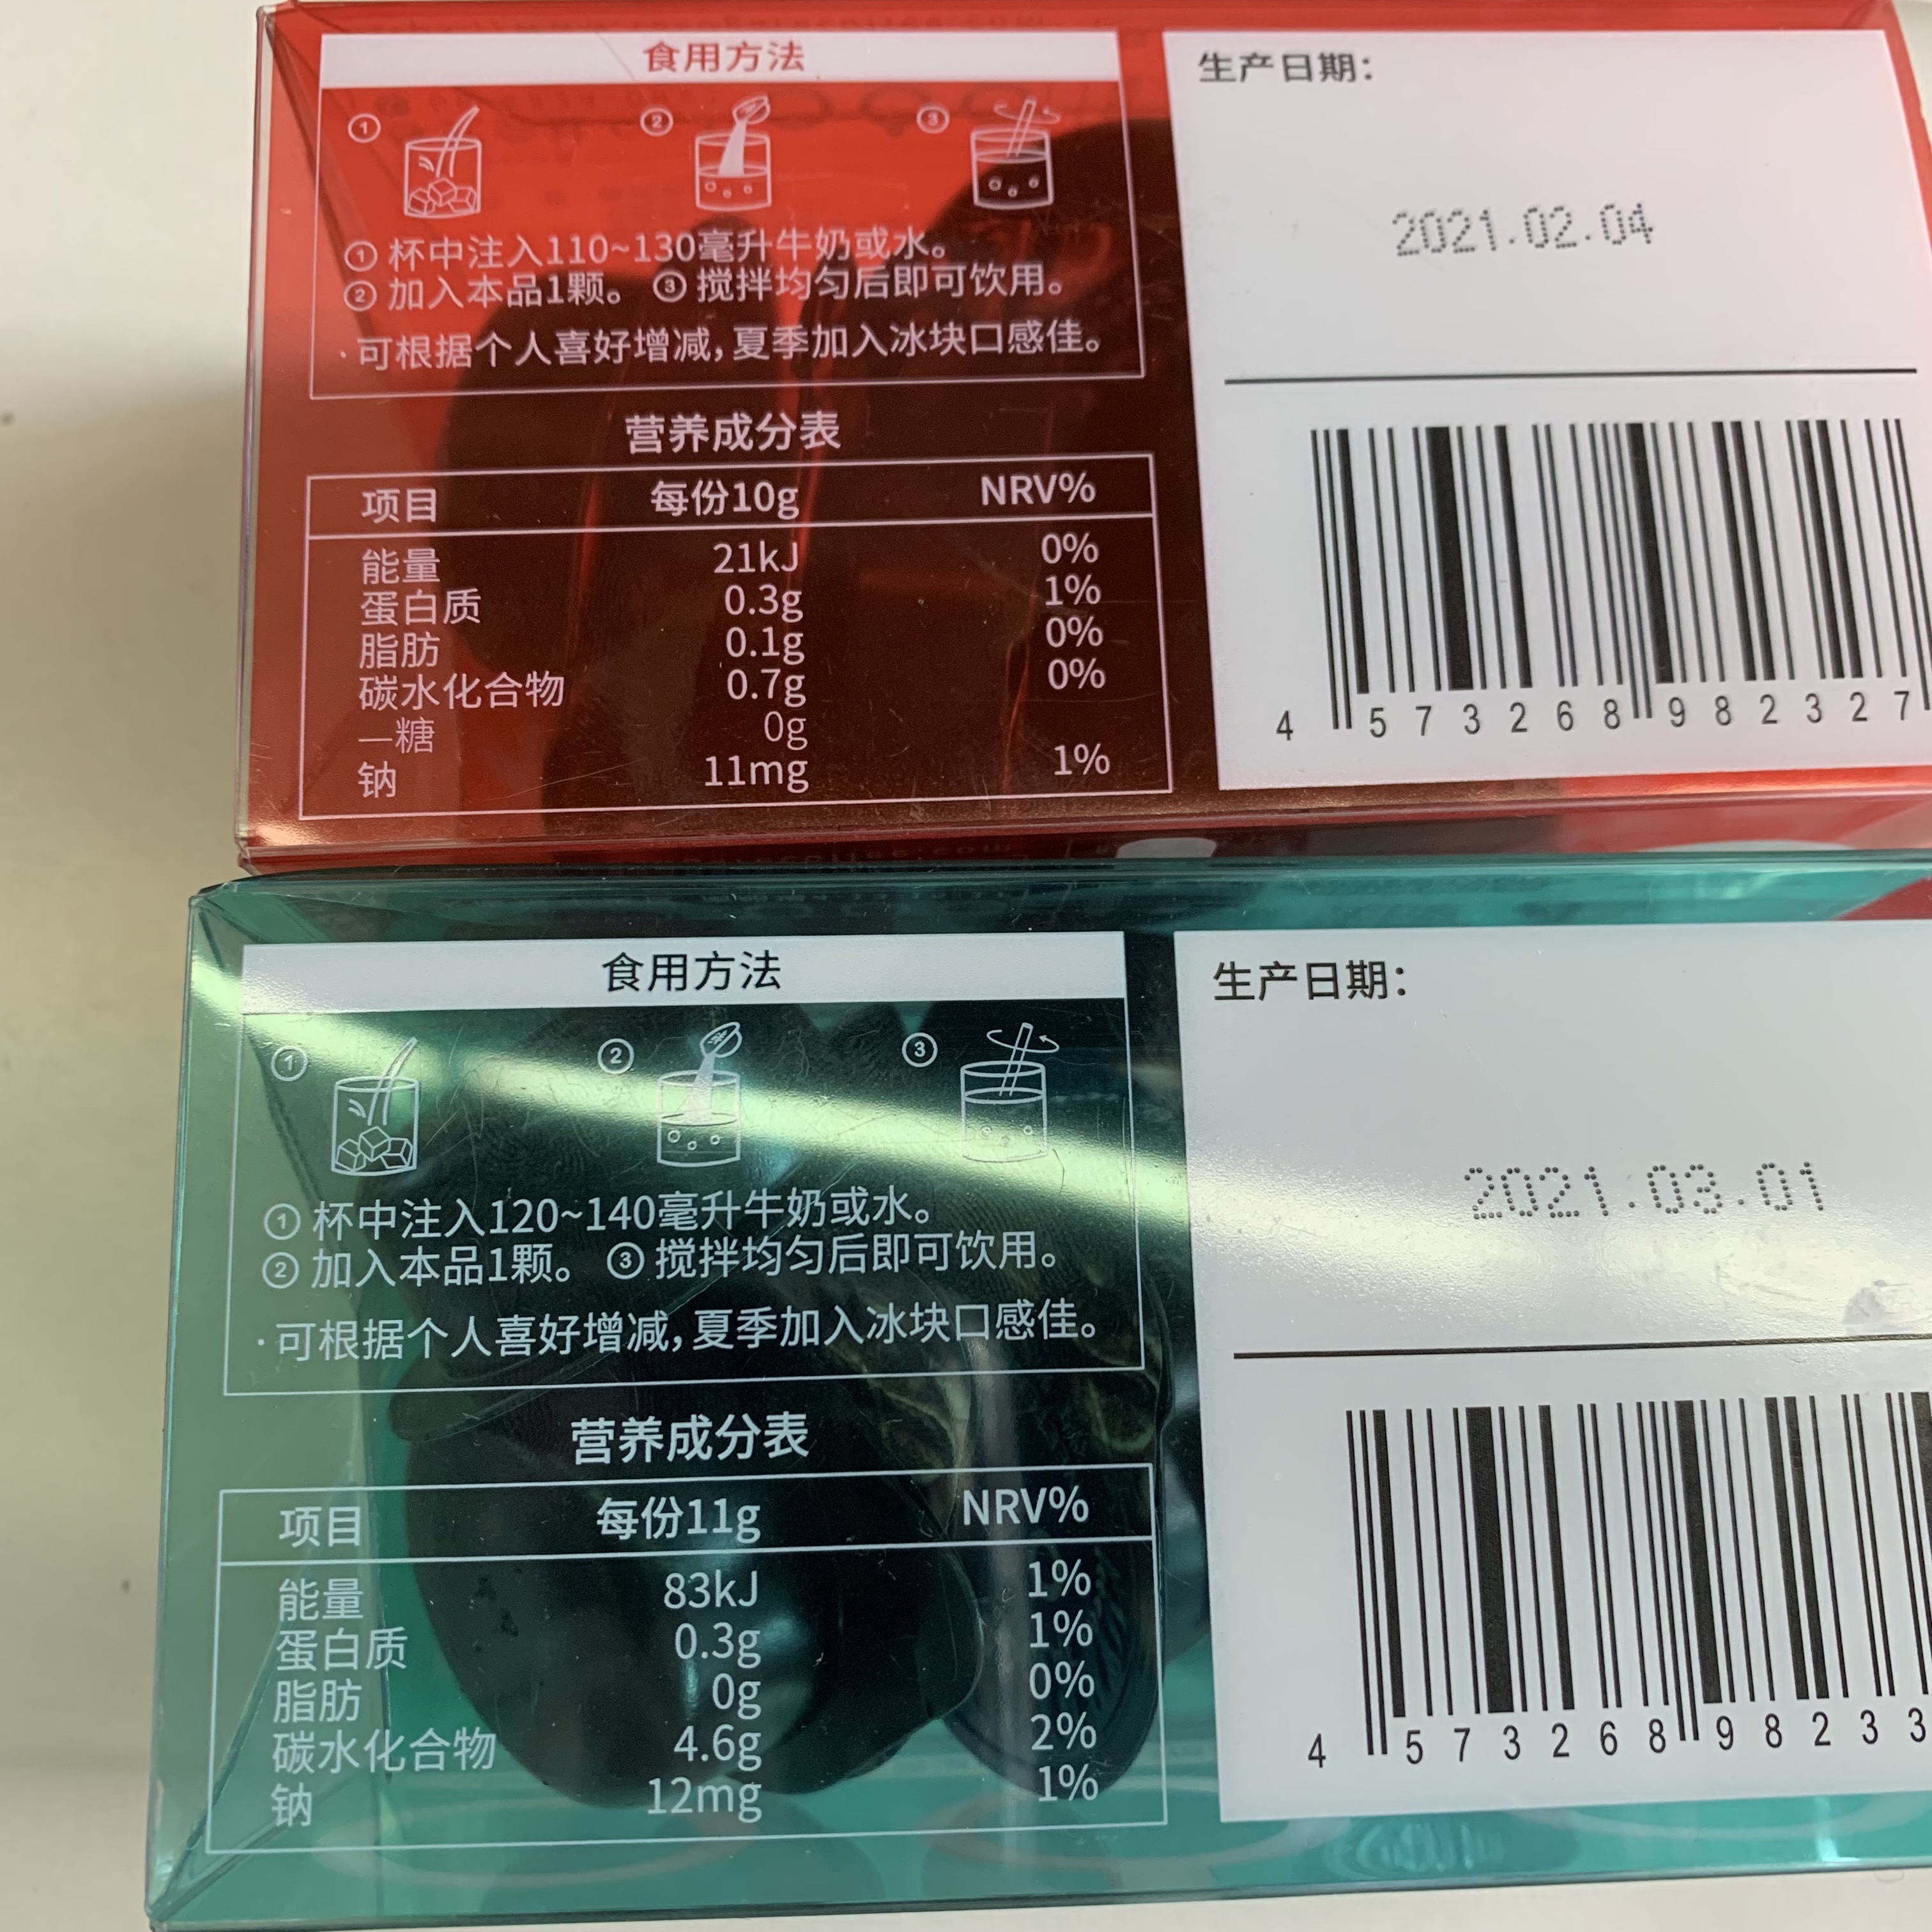 食用方法
① ② ③
① 杯中注入110~130毫升牛奶或水。
② 加入本品1颗。 ③ 搅拌均匀后即可饮用。
·可根据个人喜好增减,夏季加入冰块口感佳。
营养成分表
项目 每份10g NRV%
能量 21kJ 0%
蛋白质 0.3g 1%
脂肪 0.1g 0%
碳水化合物 0.7g 0%
—糖 0g
钠 11mg 1%
生产日期:
2021.02.04
4 573268 982327
食用方法
① ② ③
① 杯中注入120~140毫升牛奶或水。
② 加入本品1颗。 ③ 搅拌均匀后即可饮用。
·可根据个人喜好增减,夏季加入冰块口感佳。
营养成分表
项目 每份11g NRV%
能量 83kJ 1%
蛋白质 0.3g 1%
脂肪 0g 0%
碳水化合物 4.6g 2%
钠 12mg 1%
生产日期:
2021.03.01
4 573268 98233